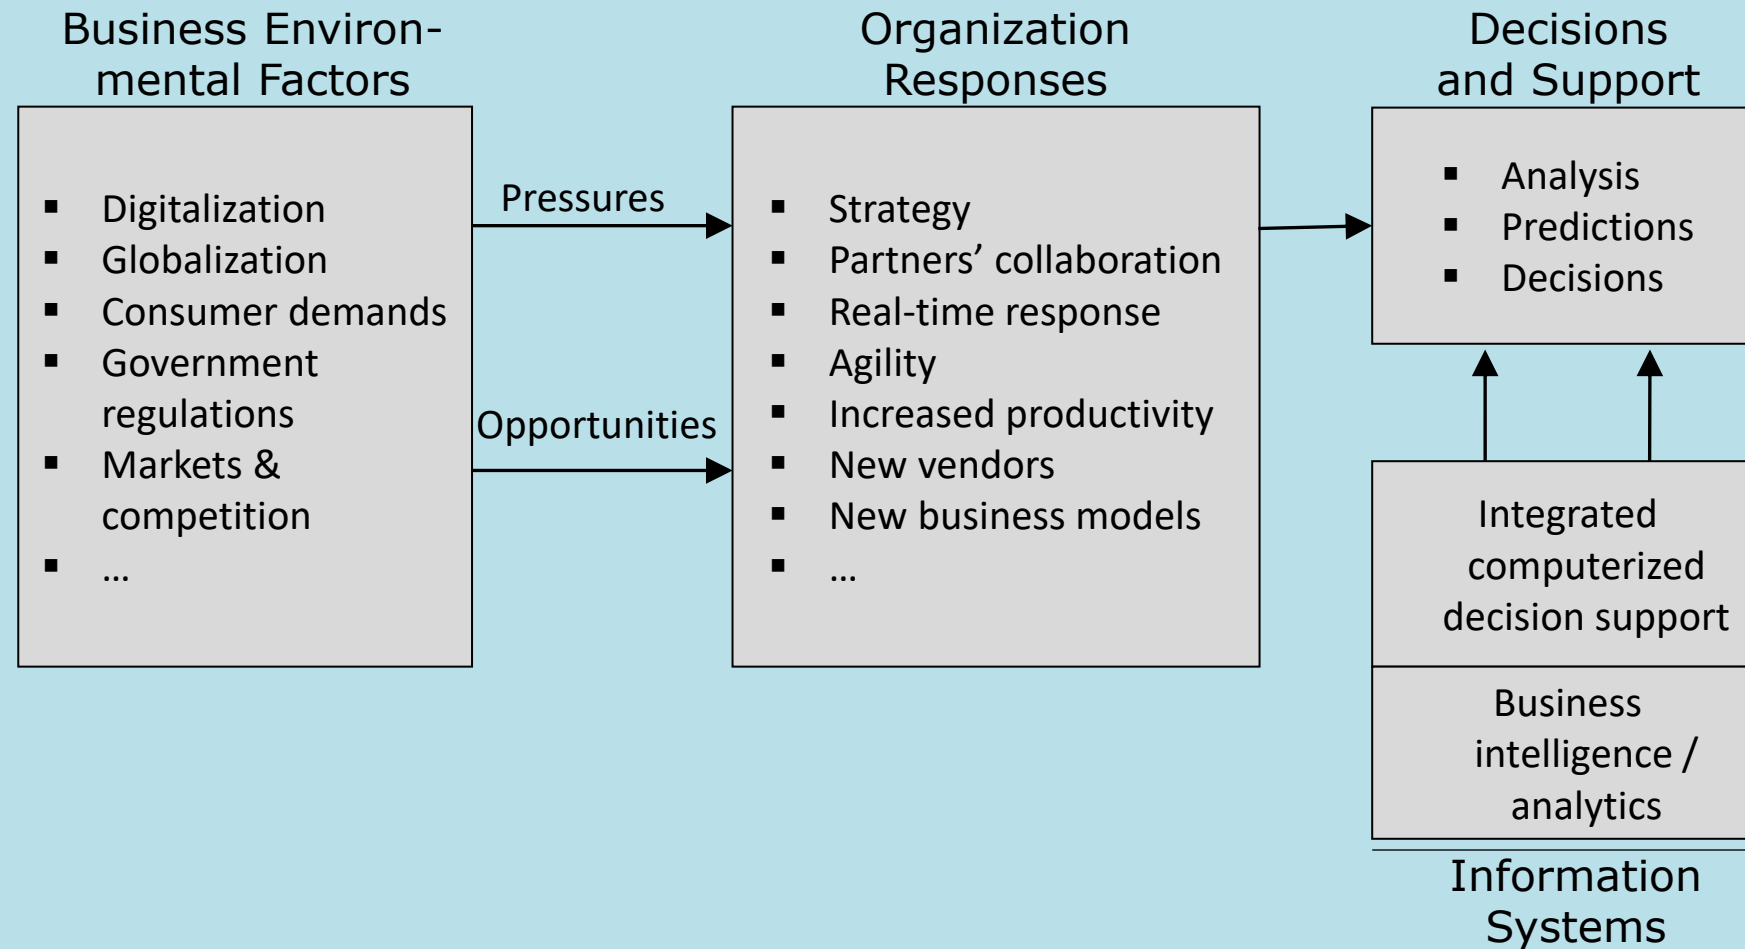 Business Environ-
mental Factors
▪ Digitalization
▪ Globalization
▪ Consumer demands
▪ Government
regulations
▪ Markets &
competition
▪ ...
Pressures
Opportunities
Organization
Responses
▪ Strategy
▪ Partners’ collaboration
▪ Real-time response
▪ Agility
▪ Increased productivity
▪ New vendors
▪ New business models
▪ ...
Decisions
and Support
▪ Analysis
▪ Predictions
▪ Decisions
Integrated
computerized
decision support
Business
intelligence /
analytics
Information
Systems